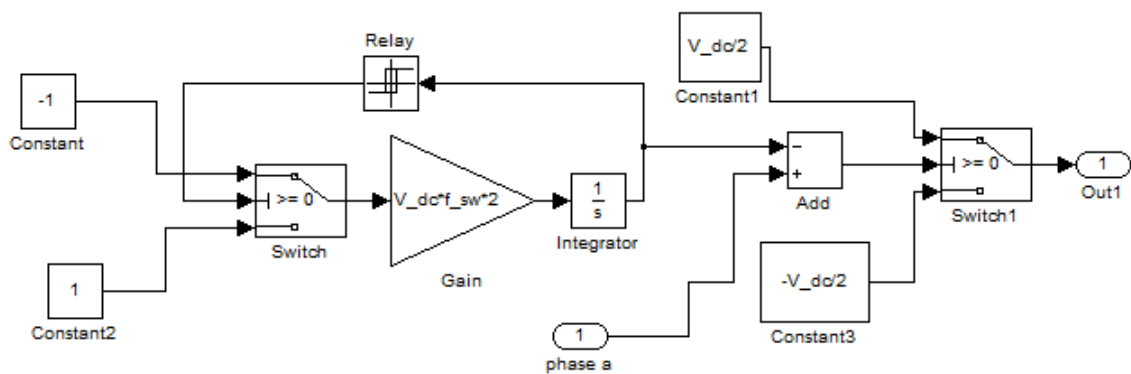 Relay
-1
Constant
>= 0
Switch
1
Constant2
V_dc*f_sw*2
Gain
1
s
Integrator
V_dc/2
Constant1
−
+
Add
>= 0
Switch1
1
Out1
-V_dc/2
Constant3
1
phase a